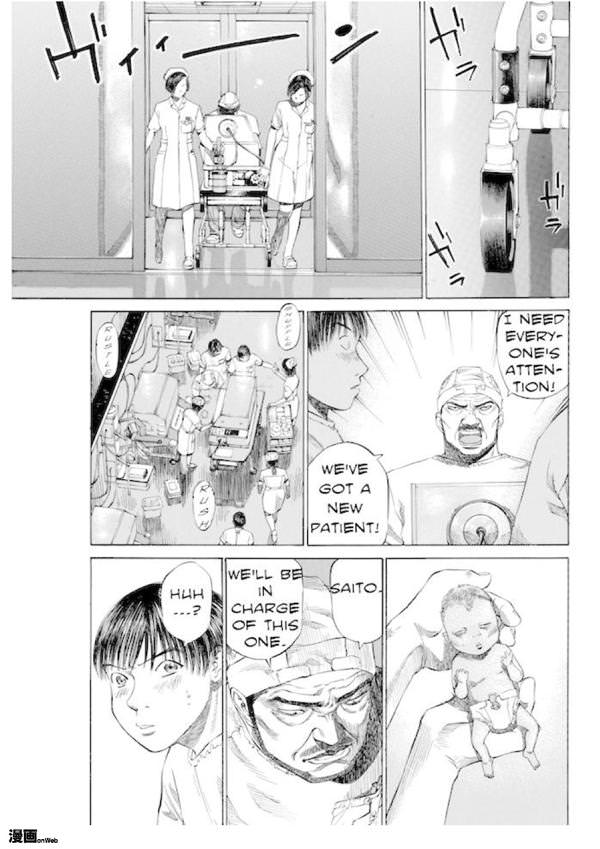 ガラ
ガラ
ガラ
ヴィーン
I NEED
EVERY-
ONE'S
ATTEN-
TION!
WE'VE
GOT A
NEW
PATIENT!
SHUFFLE
RUSTLE
RUSH
SAITO.
WE'LL BE
IN
CHARGE
OF THIS
ONE.
HUH
---?
漫画onWeb